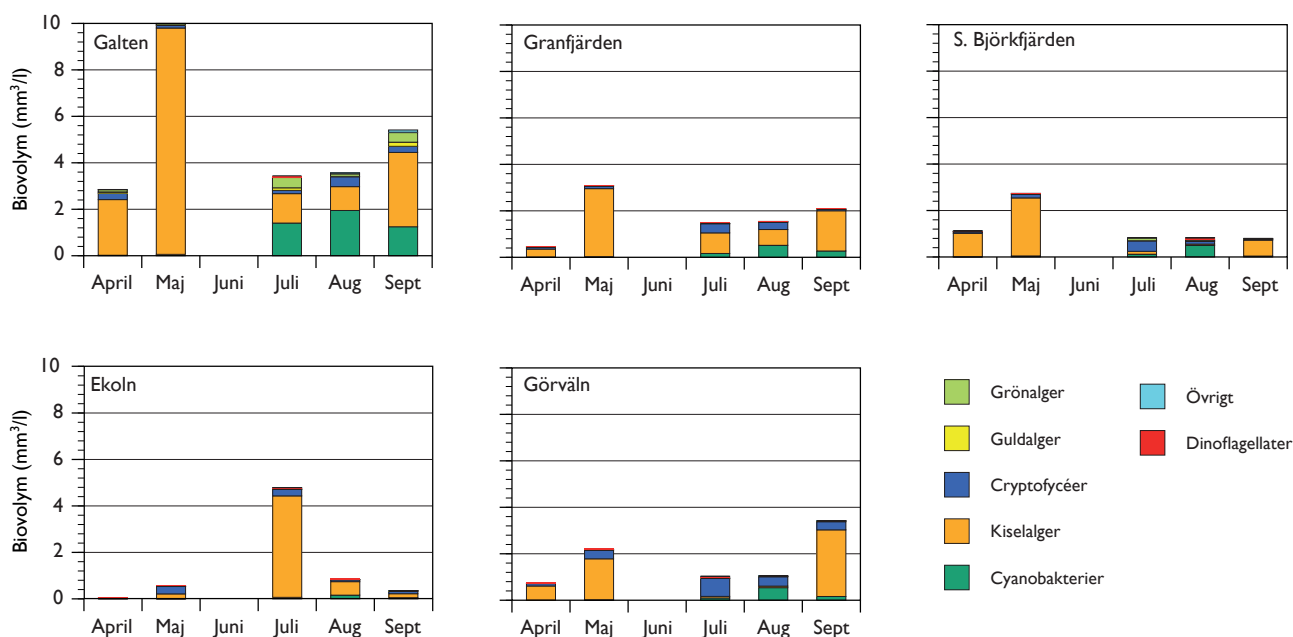 Galten
Granfjärden
S. Björkfjärden
Biovolym (mm³/l)
10
8
6
4
2
0
April Maj Juni Juli Aug Sept
April Maj Juni Juli Aug Sept
April Maj Juni Juli Aug Sept
Ekoln
Görväln
Biovolym (mm³/l)
10
8
6
4
2
0
April Maj Juni Juli Aug Sept
April Maj Juni Juli Aug Sept
Grönalger
Guldalger
Cryptofycéer
Kiselalger
Cyanobakterier
Övrigt
Dinoflagellater